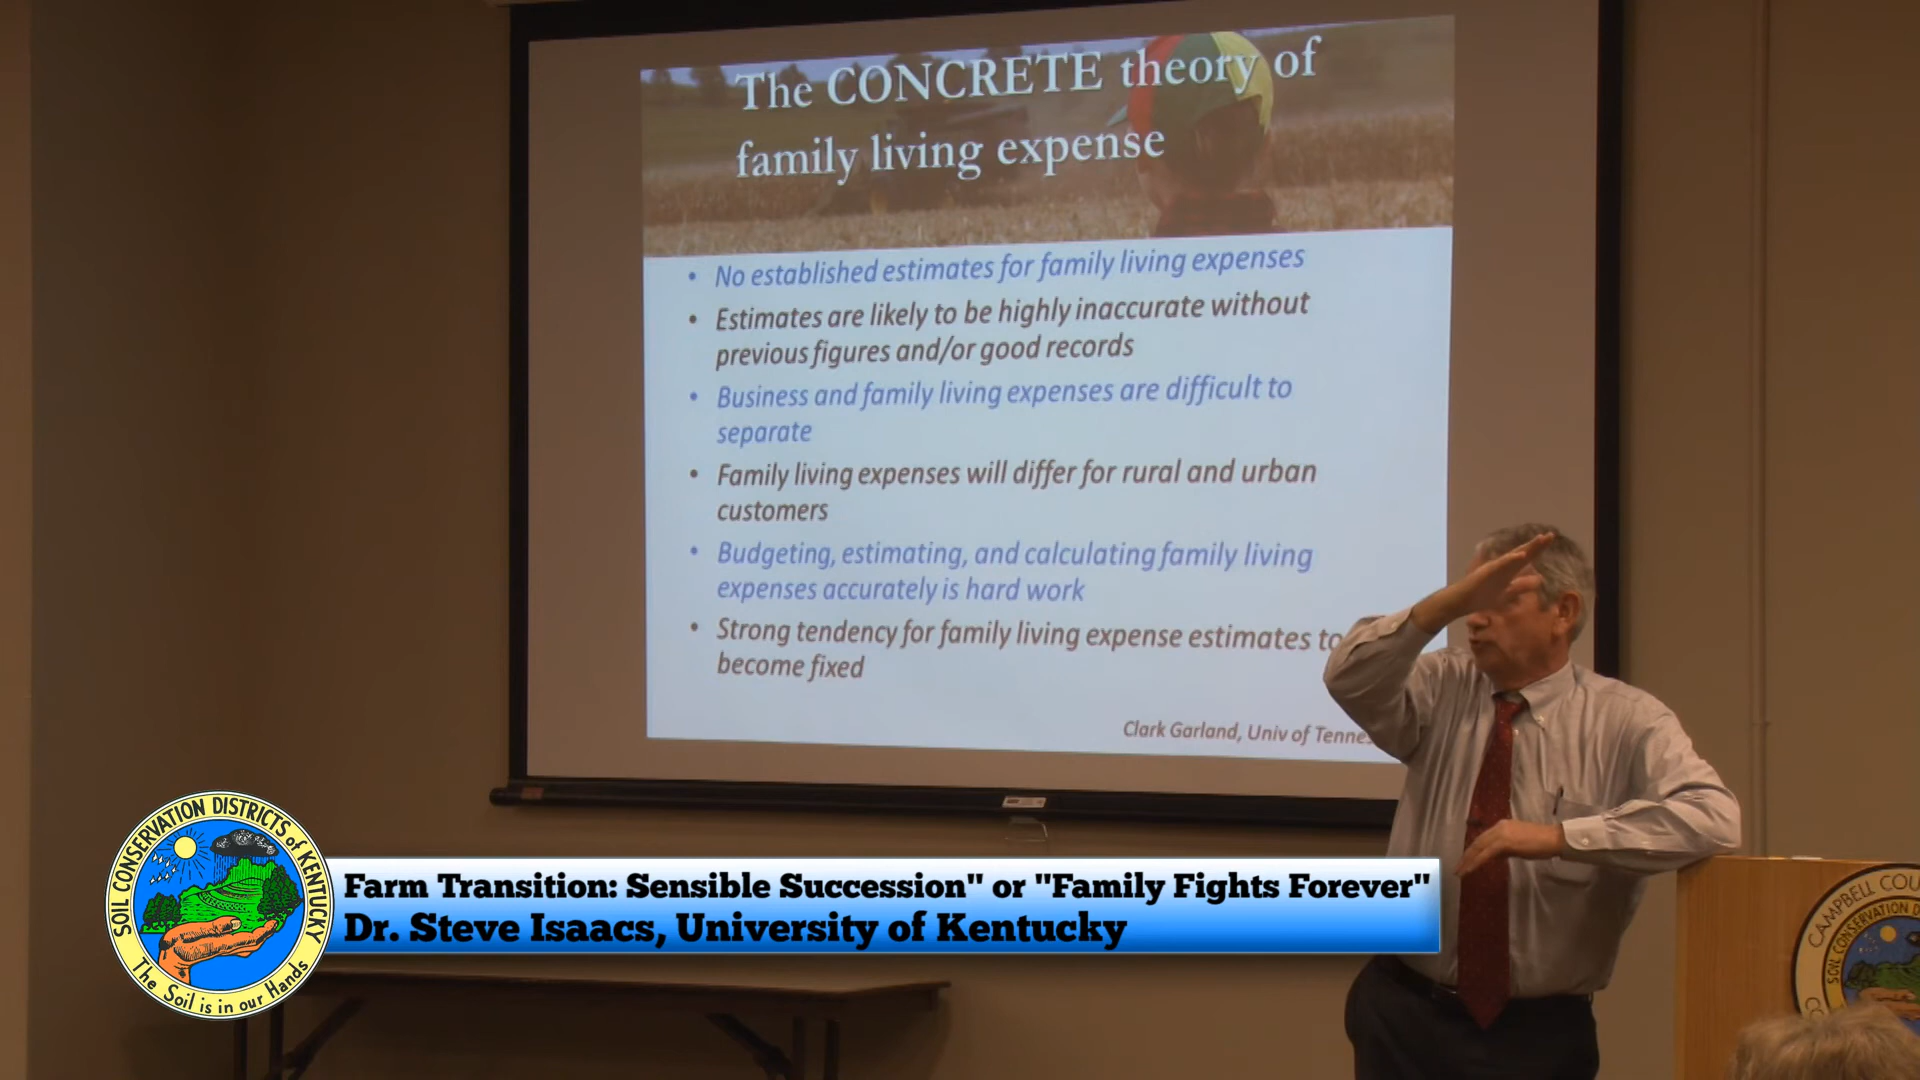 The CONCRETE theory of
family living expense
• No established estimates for family living expenses
• Estimates are likely to be highly inaccurate without
previous figures and/or good records
• Business and family living expenses are difficult to
separate
• Family living expenses will differ for rural and urban
customers
• Budgeting, estimating, and calculating family living
expenses accurately is hard work
• Strong tendency for family living expense estimates to
become fixed
Clark Garland, Univ of Tennes
SOIL CONSERVATION DISTRICTS of KENTUCKY
The Soil is in our Hands
Farm Transition: Sensible Succession" or "Family Fights Forever"
Dr. Steve Isaacs, University of Kentucky
CAMPBELL COU
SOIL CONSERVATION D